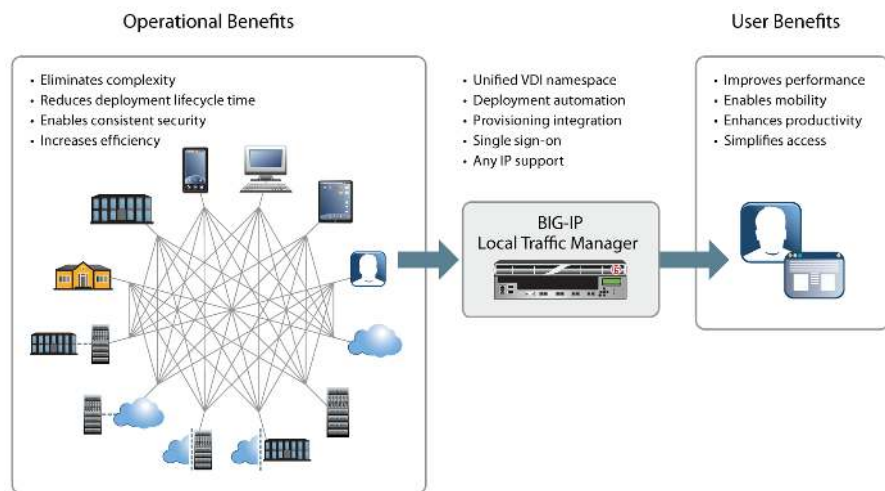 Operational Benefits
• Eliminates complexity
• Reduces deployment lifecycle time
• Enables consistent security
• Increases efficiency
• Unified VDI namespace
• Deployment automation
• Provisioning integration
• Single sign-on
• Any IP support
BIG-IP
Local Traffic Manager
User Benefits
• Improves performance
• Enables mobility
• Enhances productivity
• Simplifies access